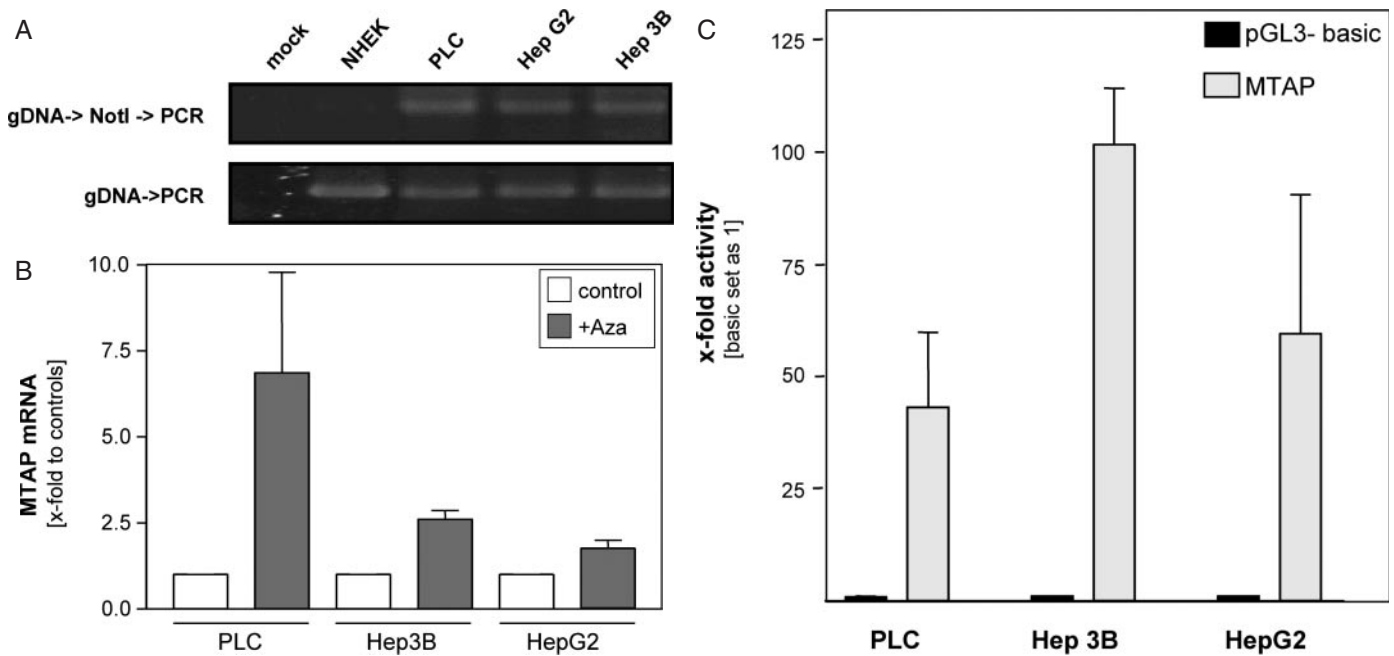 A
mock
NHEK
PLC
Hep G2
Hep 3B
gDNA-> NotI -> PCR
gDNA->PCR
B
MTAP mRNA
[x-fold to controls]
10.0
7.5
5.0
2.5
0.0
control
+Aza
PLC
Hep3B
HepG2
C
x-fold activity
[basic set as 1]
125
100
75
50
25
pGL3- basic
MTAP
PLC
Hep 3B
HepG2